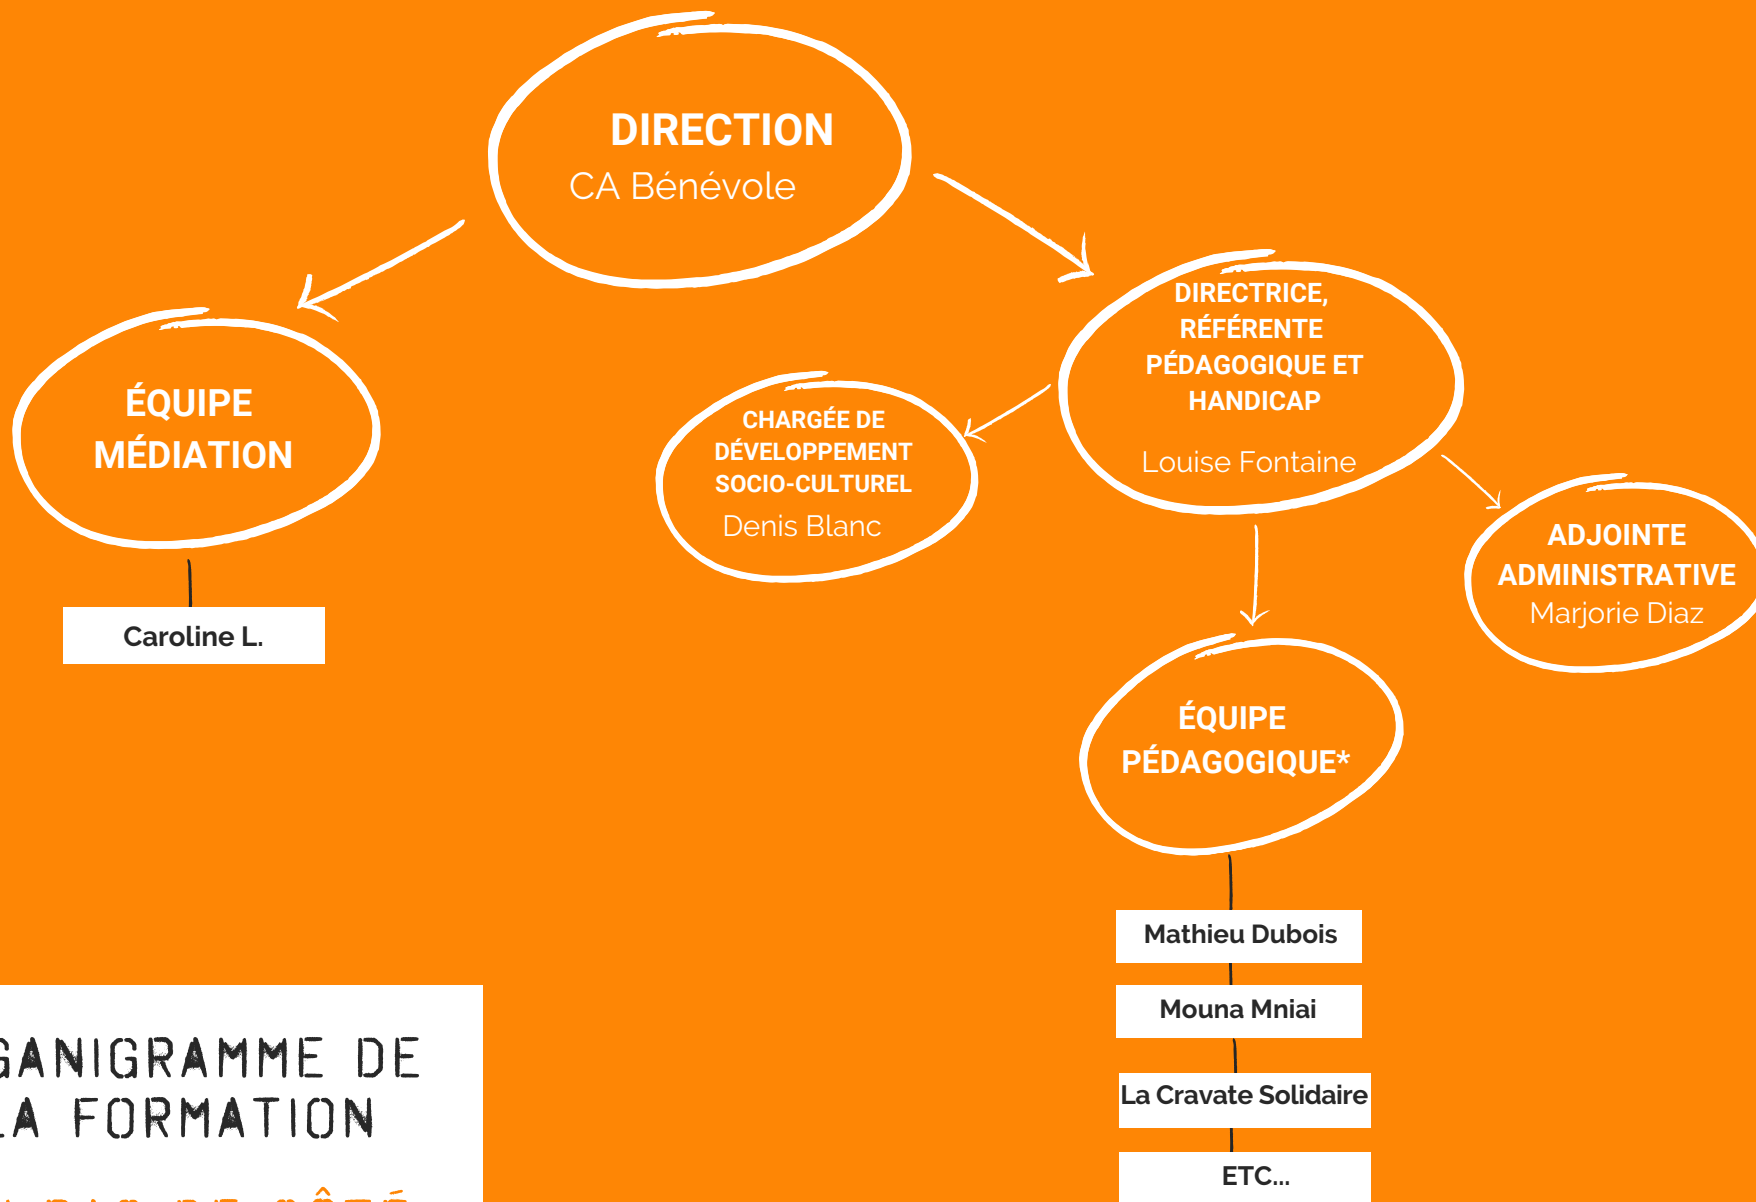 DIRECTION
CA Bénévole
DIRECTRICE,
RÉFÉRENTE
PÉDAGOGIQUE ET
HANDICAP
Louise Fontaine
ÉQUIPE
MÉDIATION
Caroline L.
CHARGÉE DE
DÉVELOPPEMENT
SOCIO-CULTUREL
Denis Blanc
ADJOINTE
ADMINISTRATIVE
Marjorie Diaz
ÉQUIPE
PÉDAGOGIQUE*
Mathieu Dubois
Mouna Mniai
La Cravate Solidaire
ETC...
GANIGRAMME DE
LA FORMATION